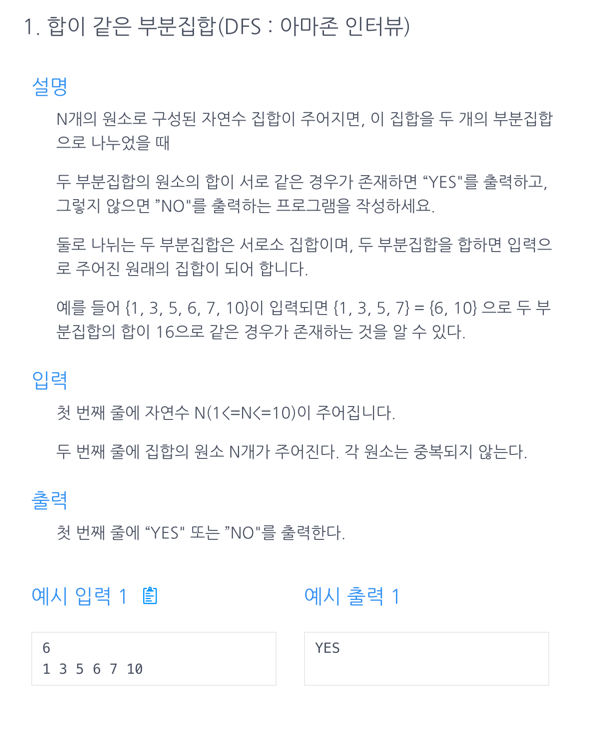 1. 합이 같은 부분집합(DFS : 아마존 인터뷰)
설명
N개의 원소로 구성된 자연수 집합이 주어지면, 이 집합을 두 개의 부분집합
으로 나누었을 때
두 부분집합의 원소의 합이 서로 같은 경우가 존재하면 “YES"를 출력하고,
그렇지 않으면 ”NO"를 출력하는 프로그램을 작성하세요.
둘로 나뉘는 두 부분집합은 서로소 집합이며, 두 부분집합을 합하면 입력으
로 주어진 원래의 집합이 되어 합니다.
예를 들어 {1, 3, 5, 6, 7, 10}이 입력되면 {1, 3, 5, 7} = {6, 10} 으로 두 부
분집합의 합이 16으로 같은 경우가 존재하는 것을 알 수 있다.
입력
첫 번째 줄에 자연수 N(1<=N<=10)이 주어집니다.
두 번째 줄에 집합의 원소 N개가 주어진다. 각 원소는 중복되지 않는다.
출력
첫 번째 줄에 “YES" 또는 ”NO"를 출력한다.
예시 입력 1
6
1 3 5 6 7 10
예시 출력 1
YES